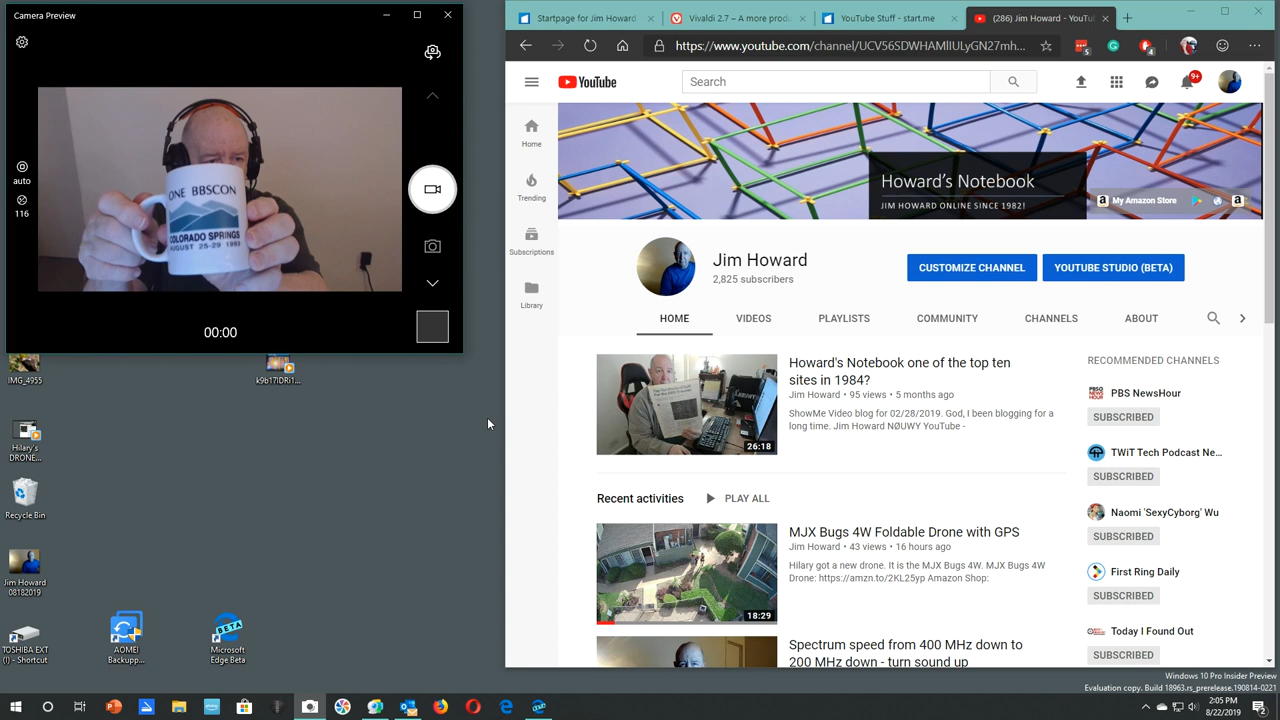 Camera Preview
auto
116
ONE BBSCON
COLORADO SPRINGS
AUGUST 25-29 1993
00:00
IMG_4955
k9b17IDRi1...
Hilary's
DRONE...
Recycle Bin
Jim Howard
08182019
TOSHIBA EXT
(I) - Shortcut
AOMEI
Backupp...
BETA
Microsoft
Edge Beta
Startpage for Jim Howard
Vivaldi 2.7 – A more produ
YouTube Stuff - start.me
(286) Jim Howard - YouTu
https://www.youtube.com/channel/UCV56SDWHAMlIULyGN27mh...
5
4
YouTube
Search
9+
Home
Trending
Subscriptions
Library
Howard's Notebook
JIM HOWARD ONLINE SINCE 1982!
My Amazon Store
Jim Howard
2,825 subscribers
CUSTOMIZE CHANNEL
YOUTUBE STUDIO (BETA)
HOME
VIDEOS
PLAYLISTS
COMMUNITY
CHANNELS
ABOUT
Howard's Notebook one of the top ten
sites in 1984?
Jim Howard • 95 views • 5 months ago
ShowMe Video blog for 02/28/2019. God, I been blogging for a
long time. Jim Howard NØUWY YouTube -
26:18
Recent activities
PLAY ALL
MJX Bugs 4W Foldable Drone with GPS
Jim Howard • 43 views • 16 hours ago
Hilary got a new drone. It is the MJX Bugs 4W. MJX Bugs 4W
Drone: https://amzn.to/2KL25yp Amazon Shop:
18:29
Spectrum speed from 400 MHz down to
200 MHz down - turn sound up
RECOMMENDED CHANNELS
PBS NewsHour
SUBSCRIBED
TWiT Tech Podcast Ne...
SUBSCRIBED
Naomi 'SexyCyborg' Wu
SUBSCRIBED
First Ring Daily
SUBSCRIBED
Today I Found Out
SUBSCRIBED
Windows 10 Pro Insider Preview
Evaluation copy. Build 18963.rs_prerelease.190814-0221
2:05 PM
8/22/2019
2